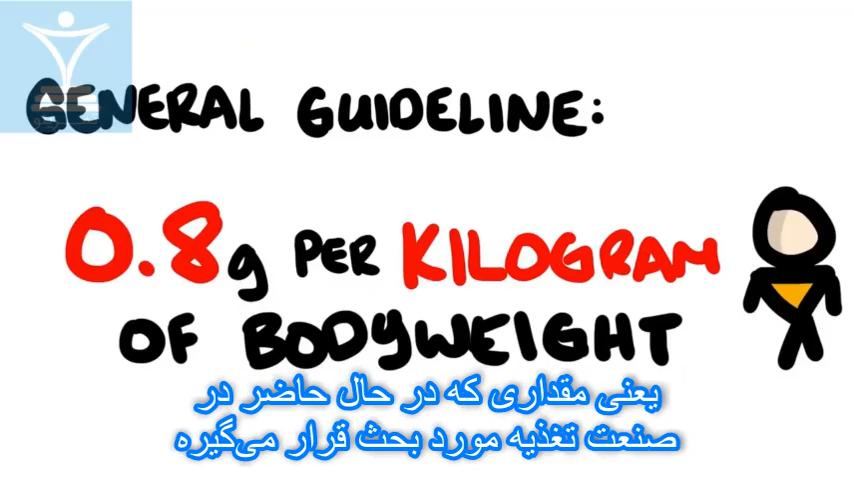 GENERAL GUIDELINE:
0.8g PER KILOGRAM
OF BODYWEIGHT
یعنی مقداری که در حال حاضر در
صنعت تغذیه مورد بحث قرار می‌گیره